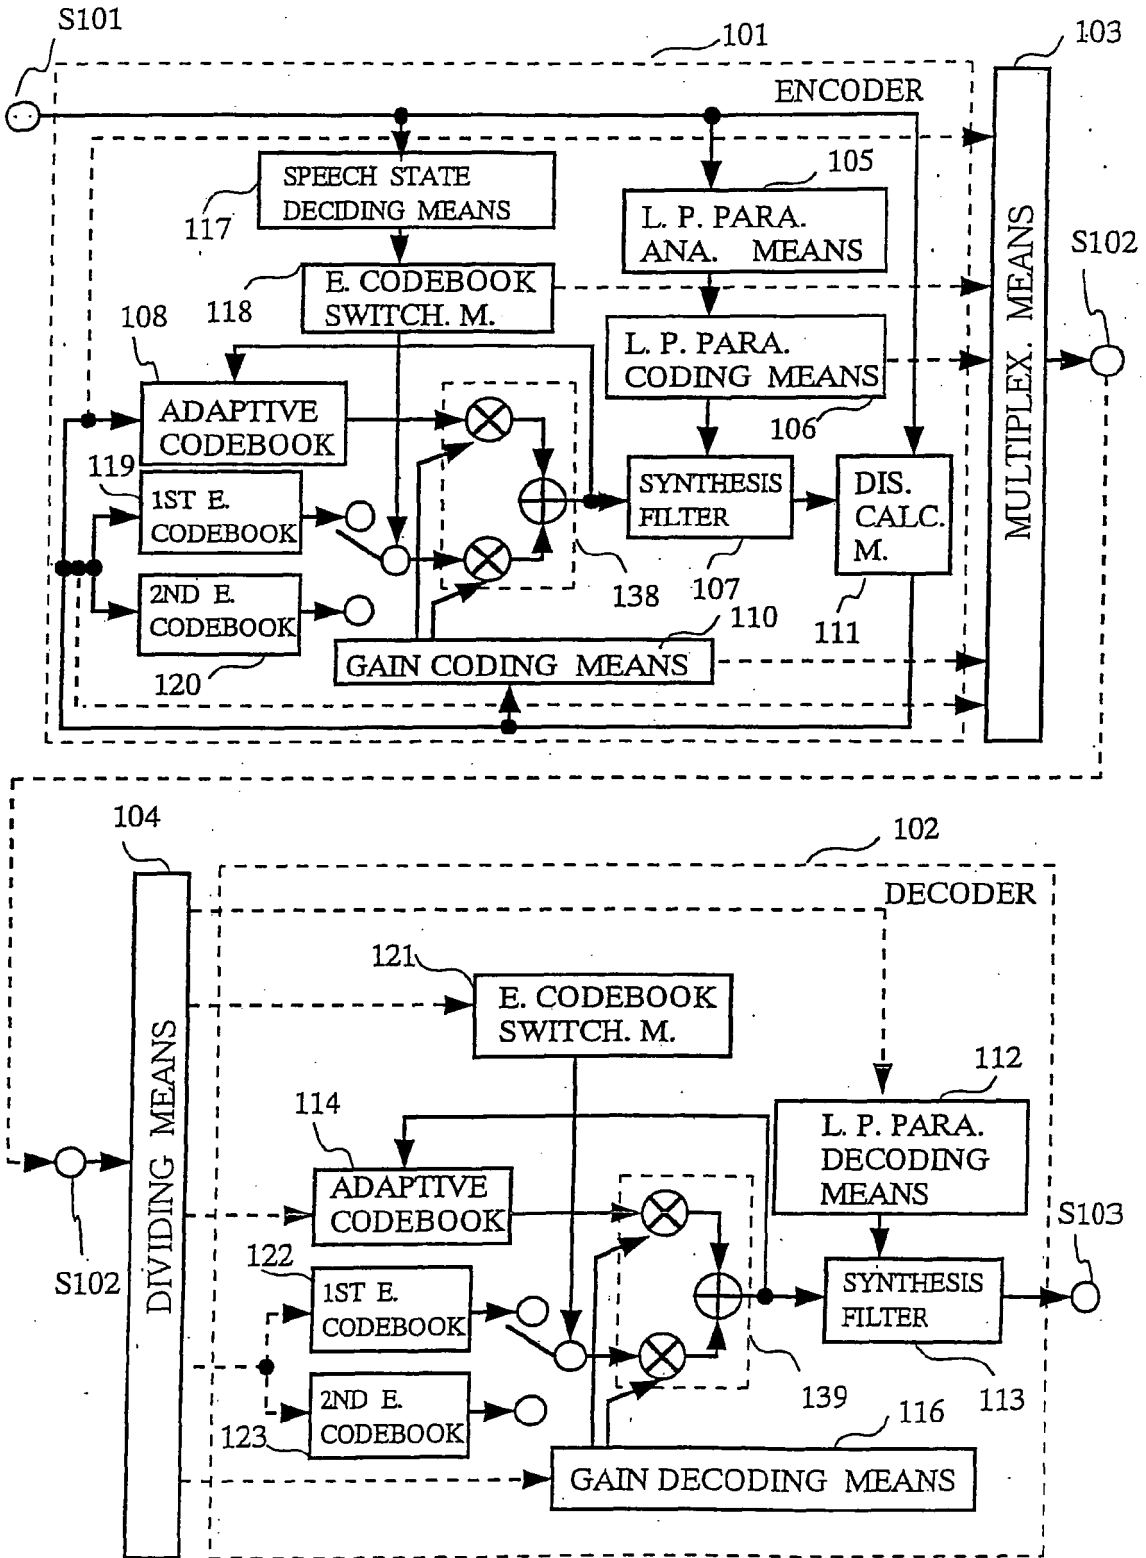 S101
101
103
ENCODER
SPEECH STATE
DECIDING MEANS
117
105
L. P. PARA.
ANA. MEANS
S102
118
E. CODEBOOK
SWITCH. M.
108
L. P. PARA.
CODING MEANS
106
MULTIPLEX. MEANS
ADAPTIVE
CODEBOOK
119
1ST E.
CODEBOOK
SYNTHESIS
FILTER
DIS.
CALC.
M.
2ND E.
CODEBOOK
138
107
111
110
120
GAIN CODING MEANS
104
102
DECODER
121
E. CODEBOOK
SWITCH. M.
DIVIDING MEANS
112
114
L. P. PARA.
DECODING
MEANS
ADAPTIVE
CODEBOOK
S103
S102
122
1ST E.
CODEBOOK
SYNTHESIS
FILTER
139
113
2ND E.
CODEBOOK
123
116
GAIN DECODING MEANS